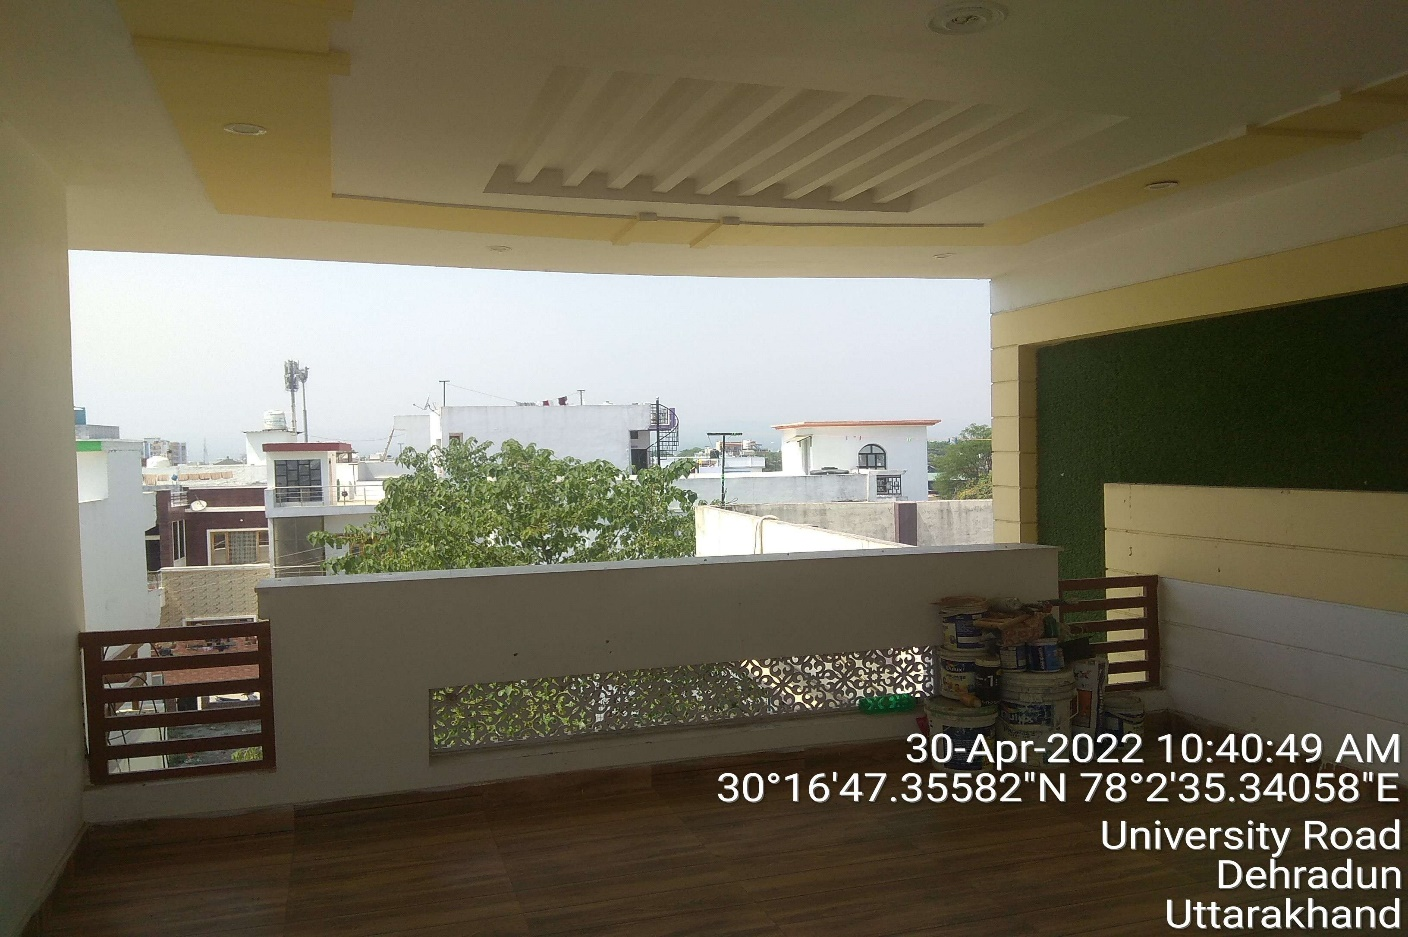 30-Apr-2022 10:40:49 AM
30°16'47.35582"N 78°2'35.34058"E
University Road
Dehradun
Uttarakhand